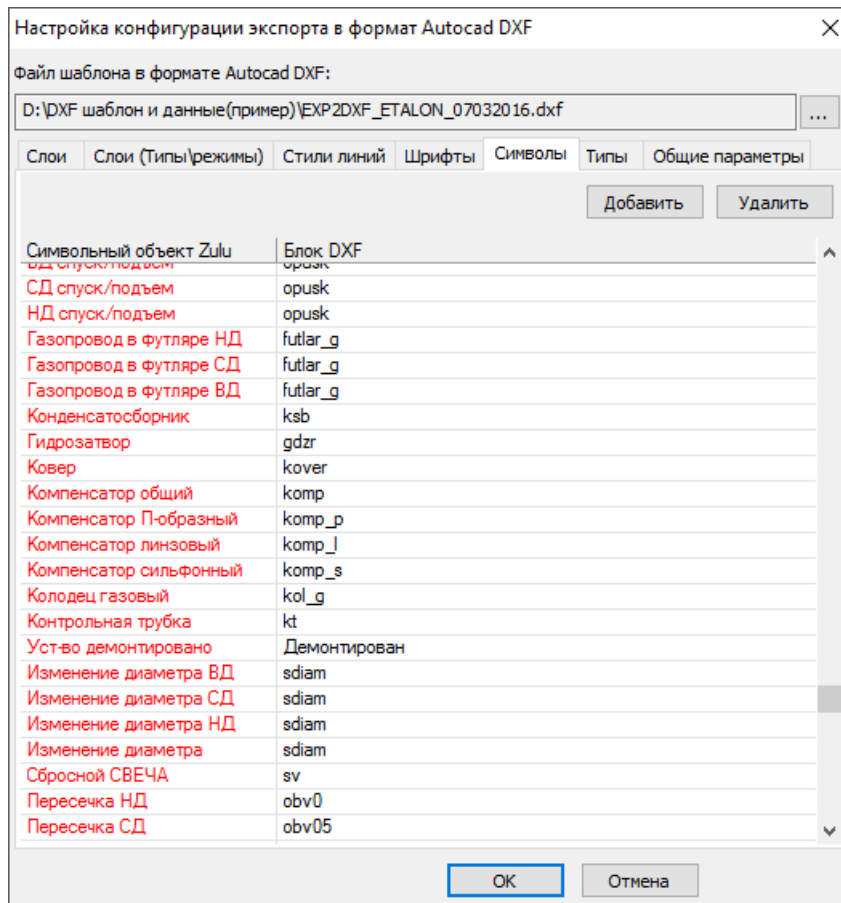 Настройка конфигурации экспорта в формат Autocad DXF
Файл шаблона в формате Autocad DXF:
D:\DXF шаблон и данные(пример)\EXP2DXF_ETALON_07032016.dxf ...
Слои Слои (Типы\режимы) Стили линий Шрифты Символы Типы Общие параметры
Добавить Удалить
Символьный объект Zulu Блок DXF
ВД спуск/подъем opusk
СД спуск/подъем opusk
НД спуск/подъем opusk
Газопровод в футляре НД futlar_g
Газопровод в футляре СД futlar_g
Газопровод в футляре ВД futlar_g
Конденсатосборник ksb
Гидрозатвор gdzr
Ковер kover
Компенсатор общий komp
Компенсатор П-образный komp_p
Компенсатор линзовый komp_l
Компенсатор сильфонный komp_s
Колодец газовый kol_g
Контрольная трубка kt
Уст-во демонтировано Демонтирован
Изменение диаметра ВД sdiam
Изменение диаметра СД sdiam
Изменение диаметра НД sdiam
Изменение диаметра sdiam
Сбросной СВЕЧА sv
Пересечка НД obv0
Пересечка СД obv05
OK Отмена